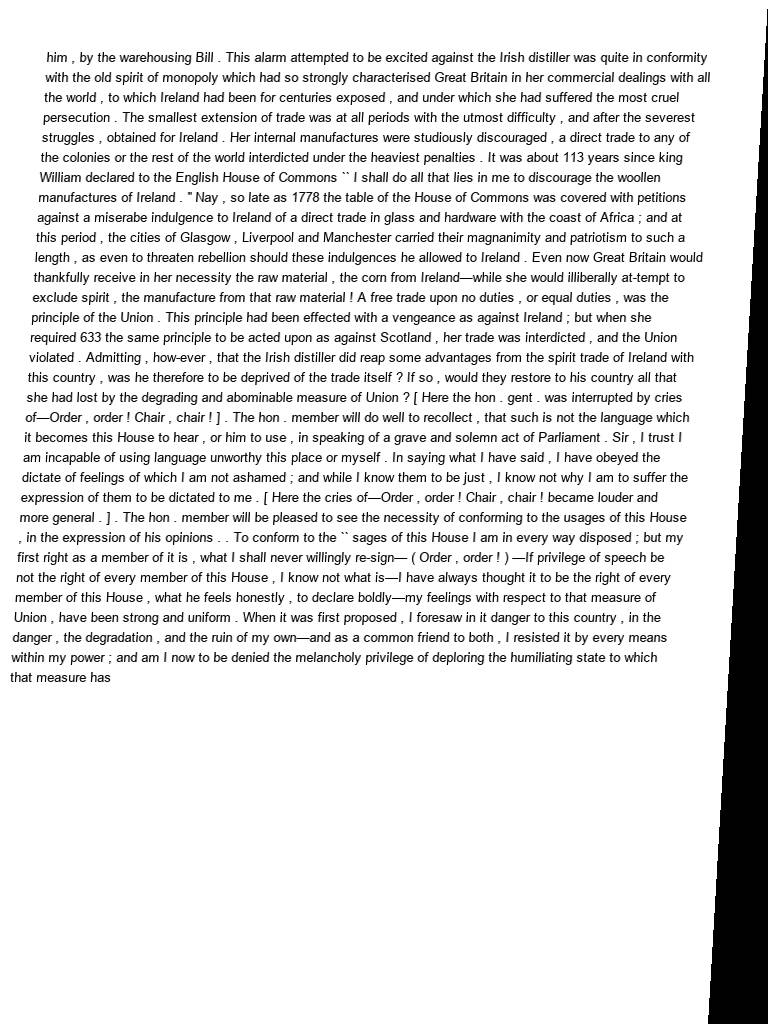 him , by the warehousing Bill . This alarm attempted to be excited against the Irish distiller was quite in conformity
with the old spirit of monopoly which had so strongly characterised Great Britain in her commercial dealings with all
the world , to which Ireland had been for centuries exposed , and under which she had suffered the most cruel
persecution . The smallest extension of trade was at all periods with the utmost difficulty , and after the severest
struggles , obtained for Ireland . Her internal manufactures were studiously discouraged , a direct trade to any of
the colonies or the rest of the world interdicted under the heaviest penalties . It was about 113 years since king
William declared to the English House of Commons `` I shall do all that lies in me to discourage the woollen
manufactures of Ireland . " Nay , so late as 1778 the table of the House of Commons was covered with petitions
against a miserabe indulgence to Ireland of a direct trade in glass and hardware with the coast of Africa ; and at
this period , the cities of Glasgow , Liverpool and Manchester carried their magnanimity and patriotism to such a
length , as even to threaten rebellion should these indulgences he allowed to Ireland . Even now Great Britain would
thankfully receive in her necessity the raw material , the corn from Ireland—while she would illiberally at-tempt to
exclude spirit , the manufacture from that raw material ! A free trade upon no duties , or equal duties , was the
principle of the Union . This principle had been effected with a vengeance as against Ireland ; but when she
required 633 the same principle to be acted upon as against Scotland , her trade was interdicted , and the Union
violated . Admitting , how-ever , that the Irish distiller did reap some advantages from the spirit trade of Ireland with
this country , was he therefore to be deprived of the trade itself ? If so , would they restore to his country all that
she had lost by the degrading and abominable measure of Union ? [ Here the hon . gent . was interrupted by cries
of—Order , order ! Chair , chair ! ] . The hon . member will do well to recollect , that such is not the language which
it becomes this House to hear , or him to use , in speaking of a grave and solemn act of Parliament . Sir , I trust I
am incapable of using language unworthy this place or myself . In saying what I have said , I have obeyed the
dictate of feelings of which I am not ashamed ; and while I know them to be just , I know not why I am to suffer the
expression of them to be dictated to me . [ Here the cries of—Order , order ! Chair , chair ! became louder and
more general . ] . The hon . member will be pleased to see the necessity of conforming to the usages of this House
, in the expression of his opinions . . To conform to the `` sages of this House I am in every way disposed ; but my
first right as a member of it is , what I shall never willingly re-sign— ( Order , order ! ) —If privilege of speech be
not the right of every member of this House , I know not what is—I have always thought it to be the right of every
member of this House , what he feels honestly , to declare boldly—my feelings with respect to that measure of
Union , have been strong and uniform . When it was first proposed , I foresaw in it danger to this country , in the
danger , the degradation , and the ruin of my own—and as a common friend to both , I resisted it by every means
within my power ; and am I now to be denied the melancholy privilege of deploring the humiliating state to which
that measure has